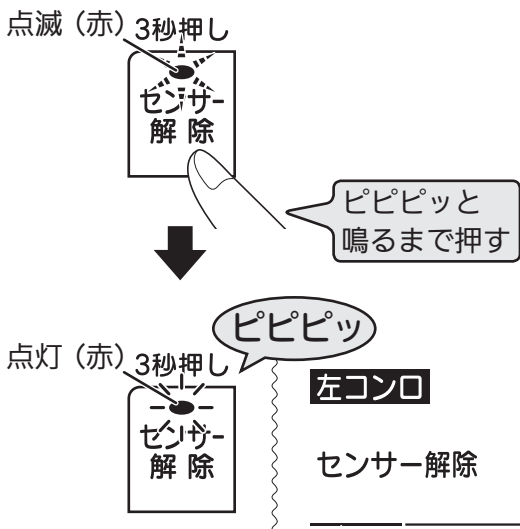 点滅（赤）
3秒押し
センサー
解除
ピピピッと
鳴るまで押す
ピピピッ
点灯（赤）
3秒押し
センサー
解除
左コンロ
センサー解除